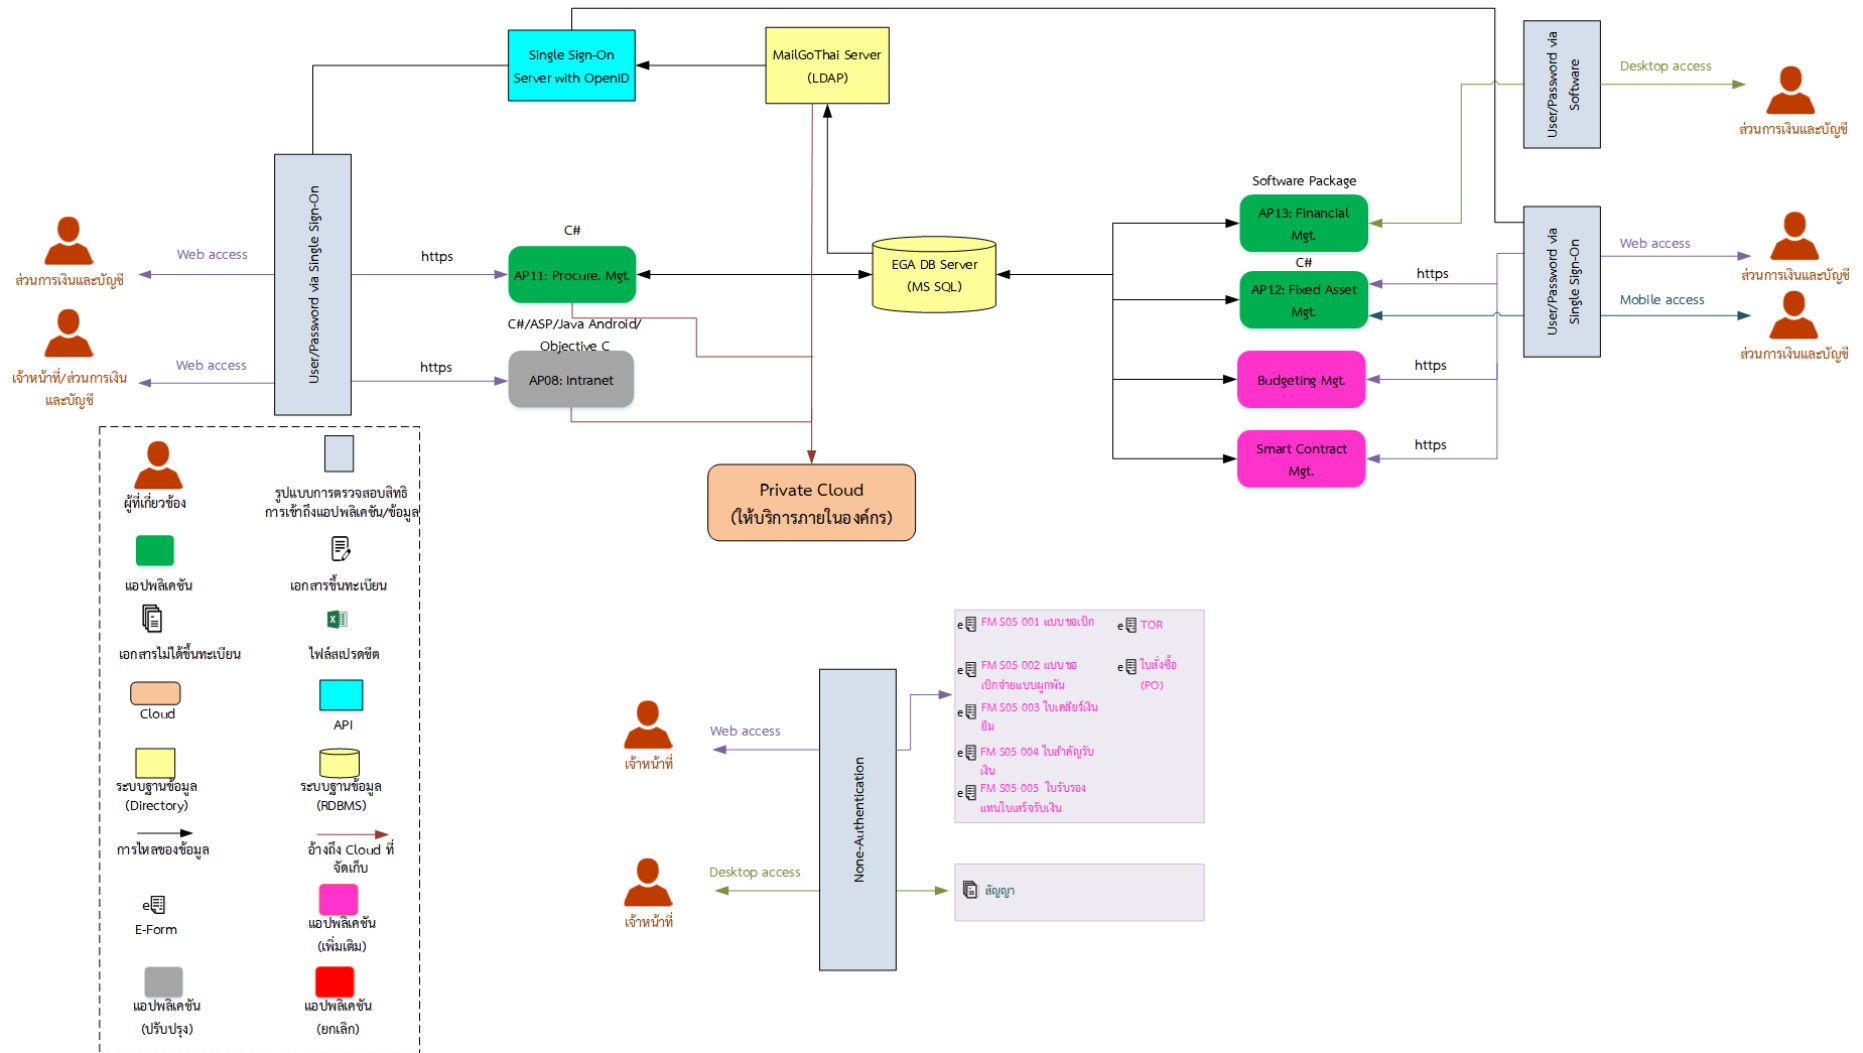 Single Sign-On
Server with OpenID
MailGoThai Server
(LDAP)
User/Password via
Software
Desktop access
ส่วนการเงินและบัญชี
User/Password via Single Sign-On
Web access
ส่วนการเงินและบัญชี
https
C#
AP11: Procure. Mgt.
EGA DB Server
(MS SQL)
Software Package
AP13: Financial
Mgt.
C#
AP12: Fixed Asset
Mgt.
https
User/Password via
Single Sign-On
Web access
ส่วนการเงินและบัญชี
Mobile access
ส่วนการเงินและบัญชี
Web access
เจ้าหน้าที่/ส่วนการเงิน
และบัญชี
https
C#/ASP/Java Android/
Objective C
AP08: Intranet
Budgeting Mgt.
https
Smart Contract
Mgt.
https
Private Cloud
(ให้บริการภายในองค์กร)
ผู้ที่เกี่ยวข้อง
รูปแบบการตรวจสอบสิทธิ
การเข้าถึงแอปพลิเคชัน/ข้อมูล
แอปพลิเคชัน
เอกสารขึ้นทะเบียน
เอกสารไม่ได้ขึ้นทะเบียน
ไฟล์สเปรดชีต
Cloud
API
ระบบฐานข้อมูล
(Directory)
ระบบฐานข้อมูล
(RDBMS)
การไหลของข้อมูล
อ้างถึง Cloud ที่
จัดเก็บ
e
E-Form
แอปพลิเคชัน
(เพิ่มเติม)
แอปพลิเคชัน
(ปรับปรุง)
แอปพลิเคชัน
(ยกเลิก)
เจ้าหน้าที่
Web access
None-Authentication
e FM S05 001 แบบขอเบิก
e TOR
e FM S05 002 แบบขอ
เบิกจ่ายแบบผูกพัน
e ใบสั่งซื้อ
(PO)
e FM S05 003 ใบเคลียร์เงิน
ยืม
e FM S05 004 ใบสำคัญรับ
เงิน
e FM S05 005 ใบรับรอง
แทนใบเสร็จรับเงิน
เจ้าหน้าที่
Desktop access
สัญญา